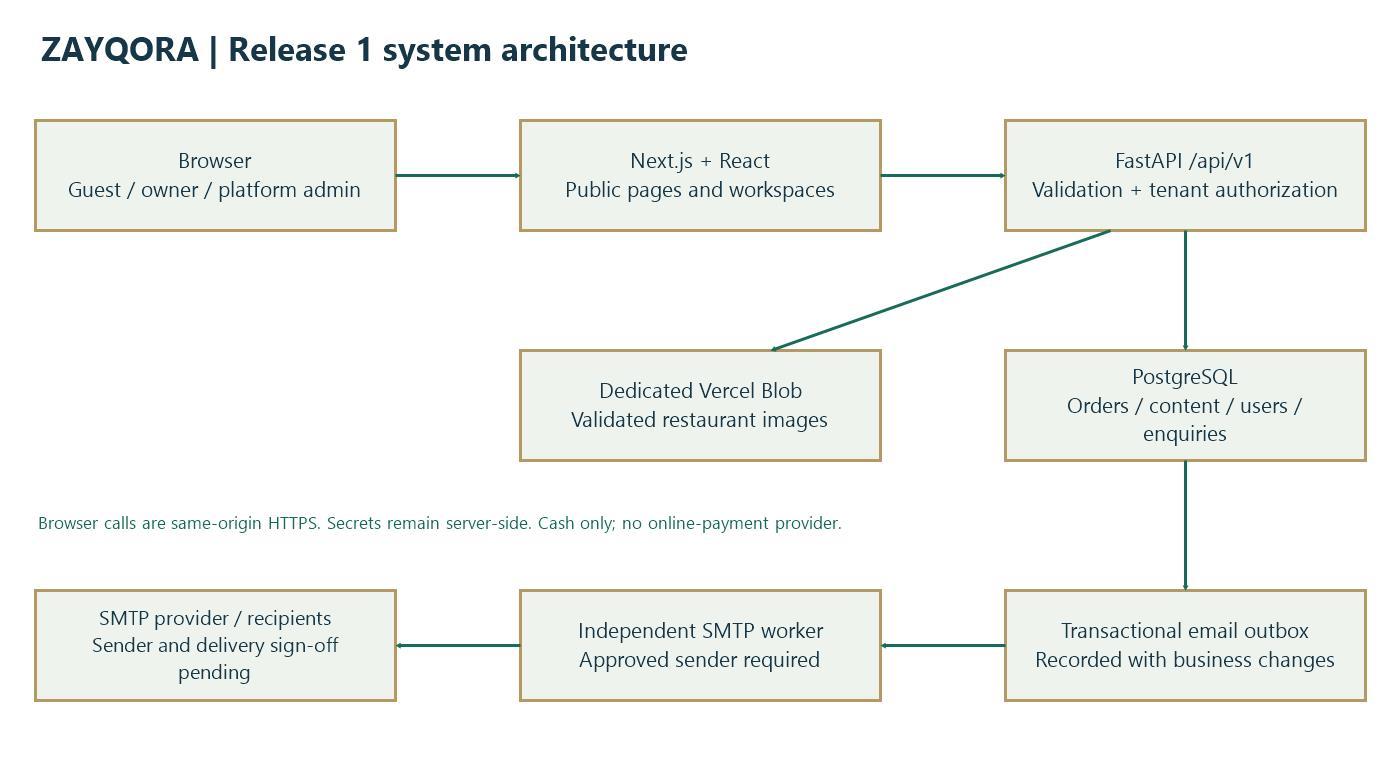 ZAYQORA | Release 1 system architecture
Browser
Guest / owner / platform admin
Next.js + React
Public pages and workspaces
FastAPI /api/v1
Validation + tenant authorization
Dedicated Vercel Blob
Validated restaurant images
PostgreSQL
Orders / content / users /
enquiries
Browser calls are same-origin HTTPS. Secrets remain server-side. Cash only; no online-payment provider.
SMTP provider / recipients
Sender and delivery sign-off
pending
Independent SMTP worker
Approved sender required
Transactional email outbox
Recorded with business changes